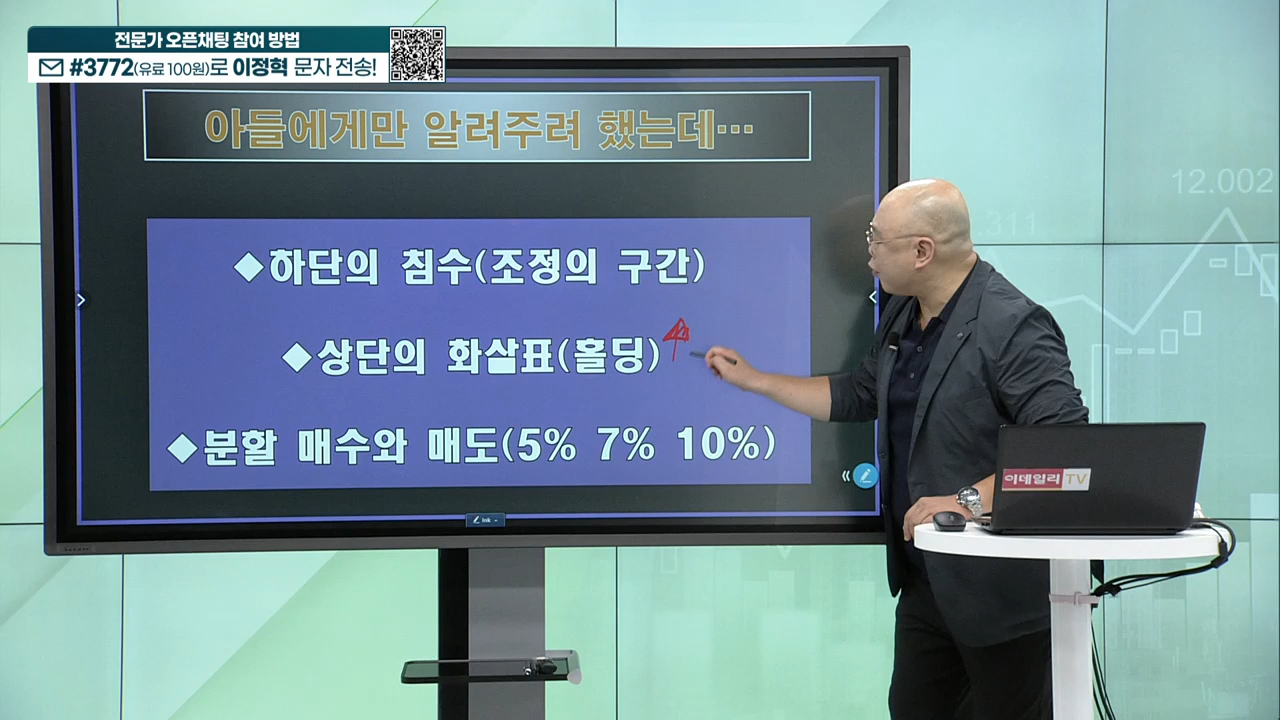 전문가 오픈채팅 참여 방법
#3772(유료 100원)로 이정혁 문자 전송!
아들에게만 알려주려 했는데…
◆하단의 침수(조정의 구간)
◆상단의 화살표(홀딩)
◆분할 매수와 매도(5% 7% 10%)
Ink
이데일리 TV
12.002
.311